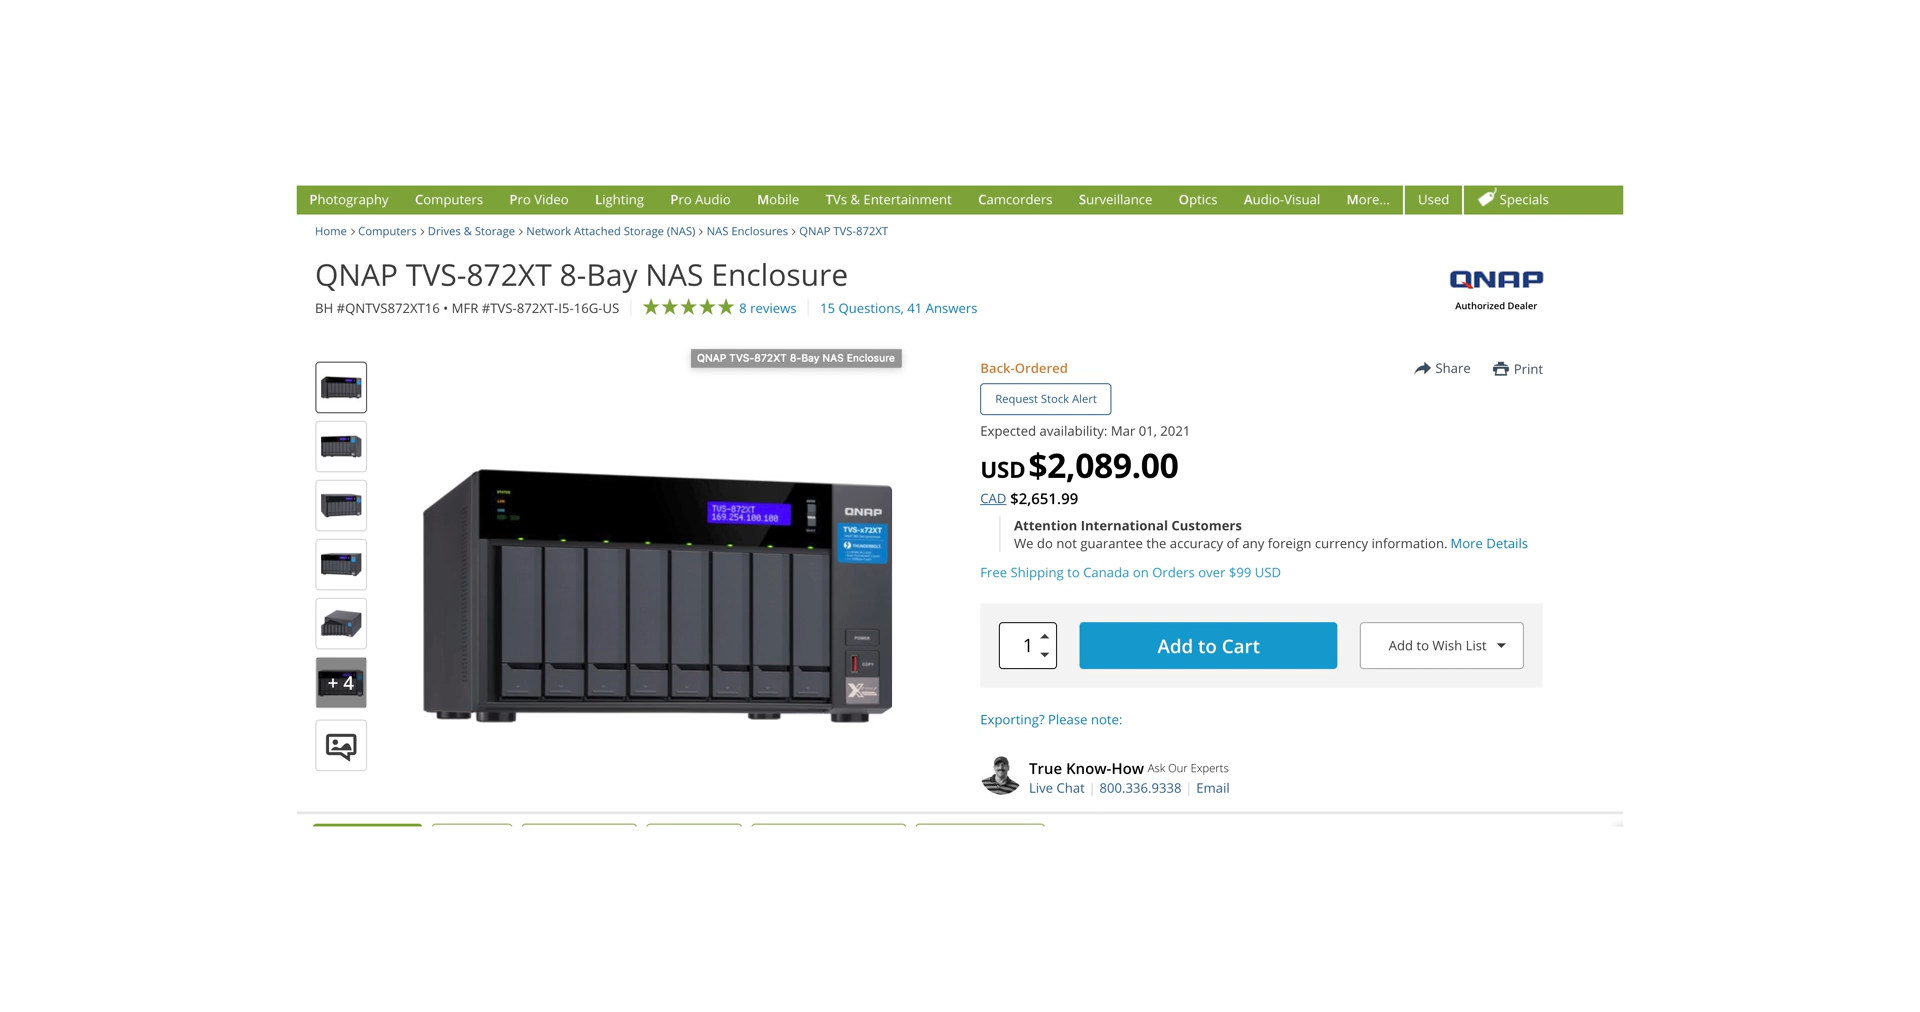 Photography Computers Pro Video Lighting Pro Audio Mobile TVs & Entertainment Camcorders Surveillance Optics Audio-Visual More... Used Specials
Home > Computers > Drives & Storage > Network Attached Storage (NAS) > NAS Enclosures > QNAP TVS-872XT
QNAP TVS-872XT 8-Bay NAS Enclosure
QNAP
Authorized Dealer
BH #QNTVS872XT16 • MFR #TVS-872XT-I5-16G-US 8 reviews 15 Questions, 41 Answers
QNAP TVS-872XT 8-Bay NAS Enclosure
TVS-872XT
169.254.100.100
QNAP
TVS-x72XT
THUNDERBOLT
POWER
COPY
+ 4
Back-Ordered
Share Print
Request Stock Alert
Expected availability: Mar 01, 2021
USD $2,089.00
CAD $2,651.99
Attention International Customers
We do not guarantee the accuracy of any foreign currency information. More Details
Free Shipping to Canada on Orders over $99 USD
1 Add to Cart Add to Wish List
Exporting? Please note:
True Know-How Ask Our Experts
Live Chat | 800.336.9338 | Email